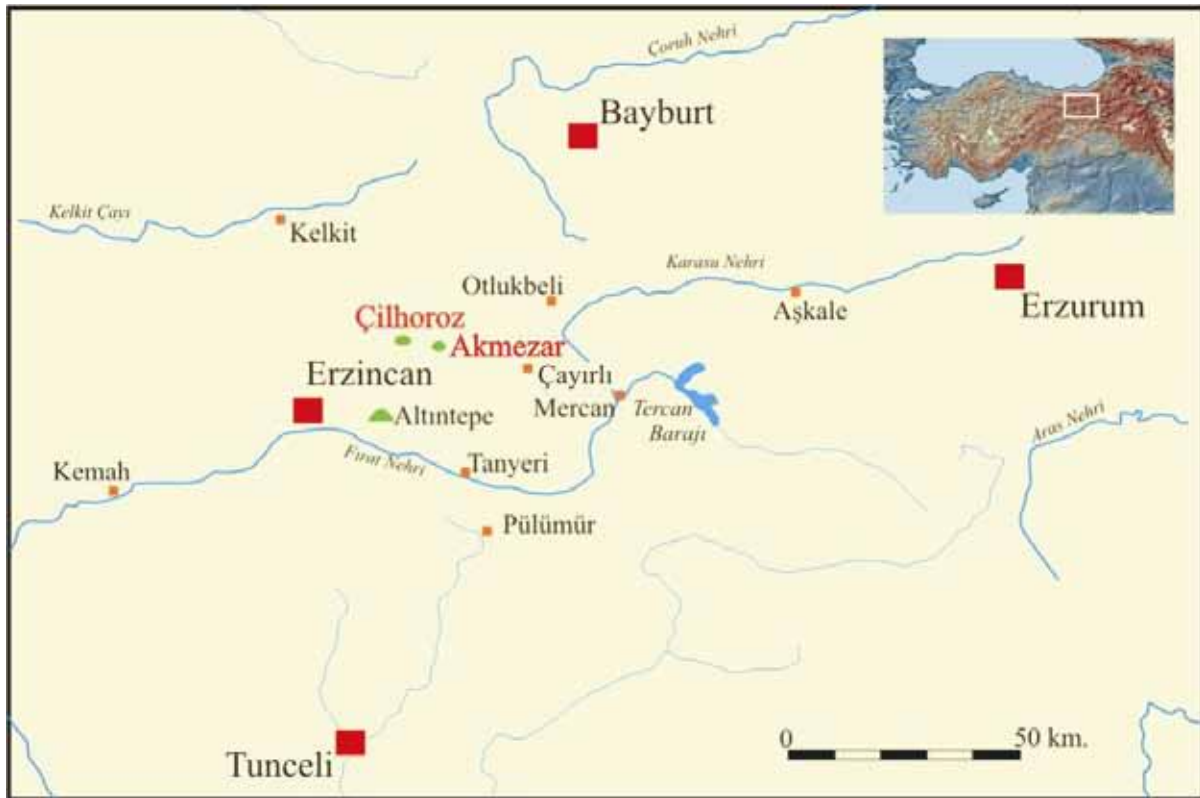 Çoruh Nehri
Bayburt
Kelkit Çayı
Kelkit
Karasu Nehri
Otlukbeli
Aşkale
Erzurum
Çilhoroz
Akmezar
Erzincan
Çayırlı
Mercan
Altıntepe
Tercan
Barajı
Aras Nehri
Fırat Nehri
Tanyeri
Kemah
Pülümür
0
50 km.
Tunceli